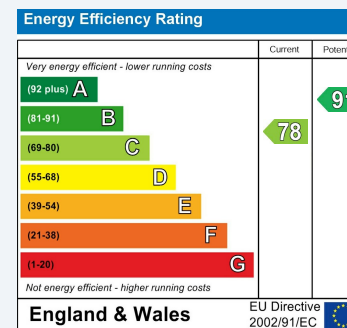 Energy Efficiency Rating
Current
Very energy efficient - lower running costs
(92 plus) A
(81-91) B
(69-80) C
78
(55-68) D
(39-54) E
(21-38) F
(1-20) G
Not energy efficient - higher running costs
England & Wales
EU Directive
2002/91/EC